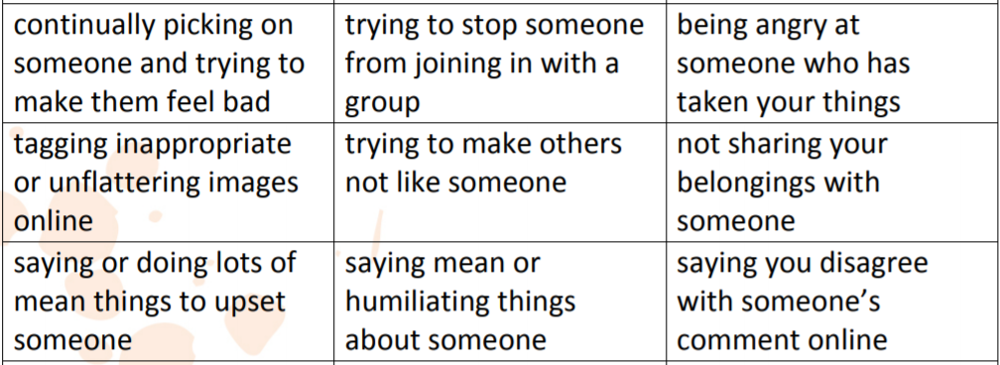 continually picking on
someone and trying to
make them feel bad
trying to stop someone
from joining in with a
group
being angry at
someone who has
taken your things
tagging inappropriate
or unflattering images
online
trying to make others
not like someone
not sharing your
belongings with
someone
saying or doing lots of
mean things to upset
someone
saying mean or
humiliating things
about someone
saying you disagree
with someone’s
comment online